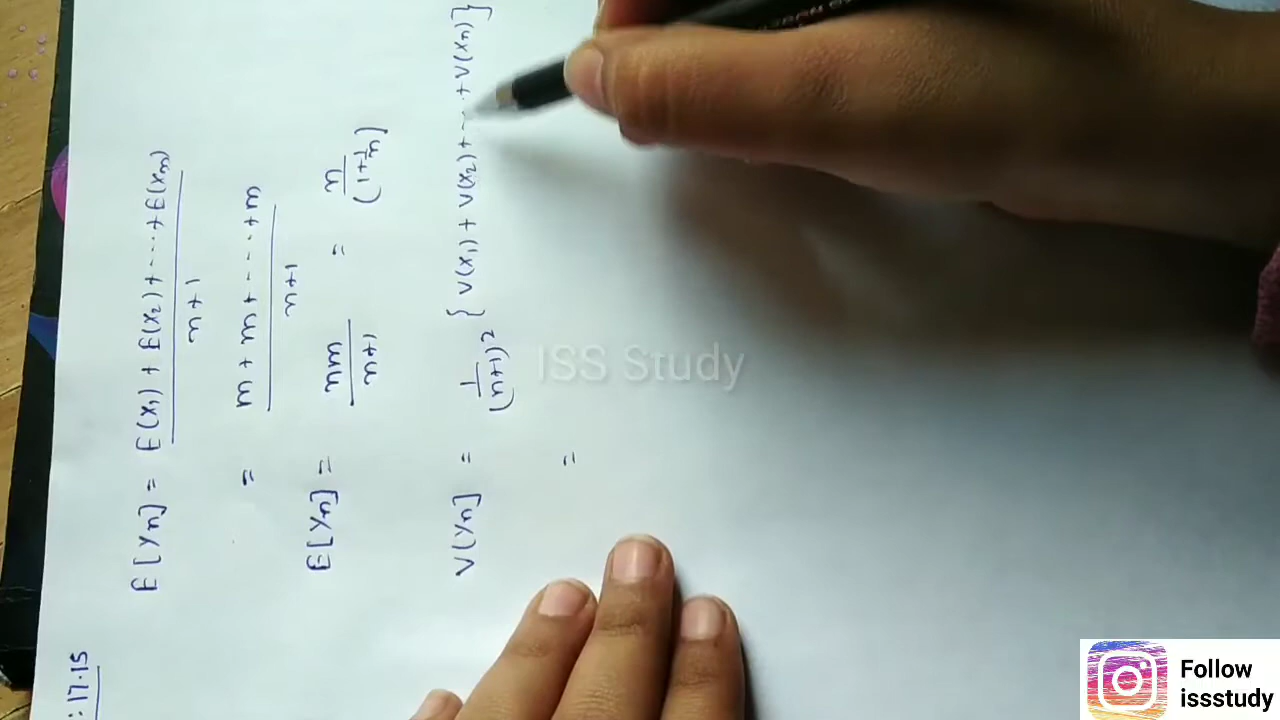 : 17.15
E[Yn] = E(X1) + E(X2) + ---- + E(Xn) / n+1
= m + m + ---- + m / n+1
E[Yn] = nm / n+1 = m / (1+1/n)
V(Yn] = 1/(n+1)² { V(X1) + V(X2) + --- + V(Xn) }
=
ISS Study
Follow
issstudy